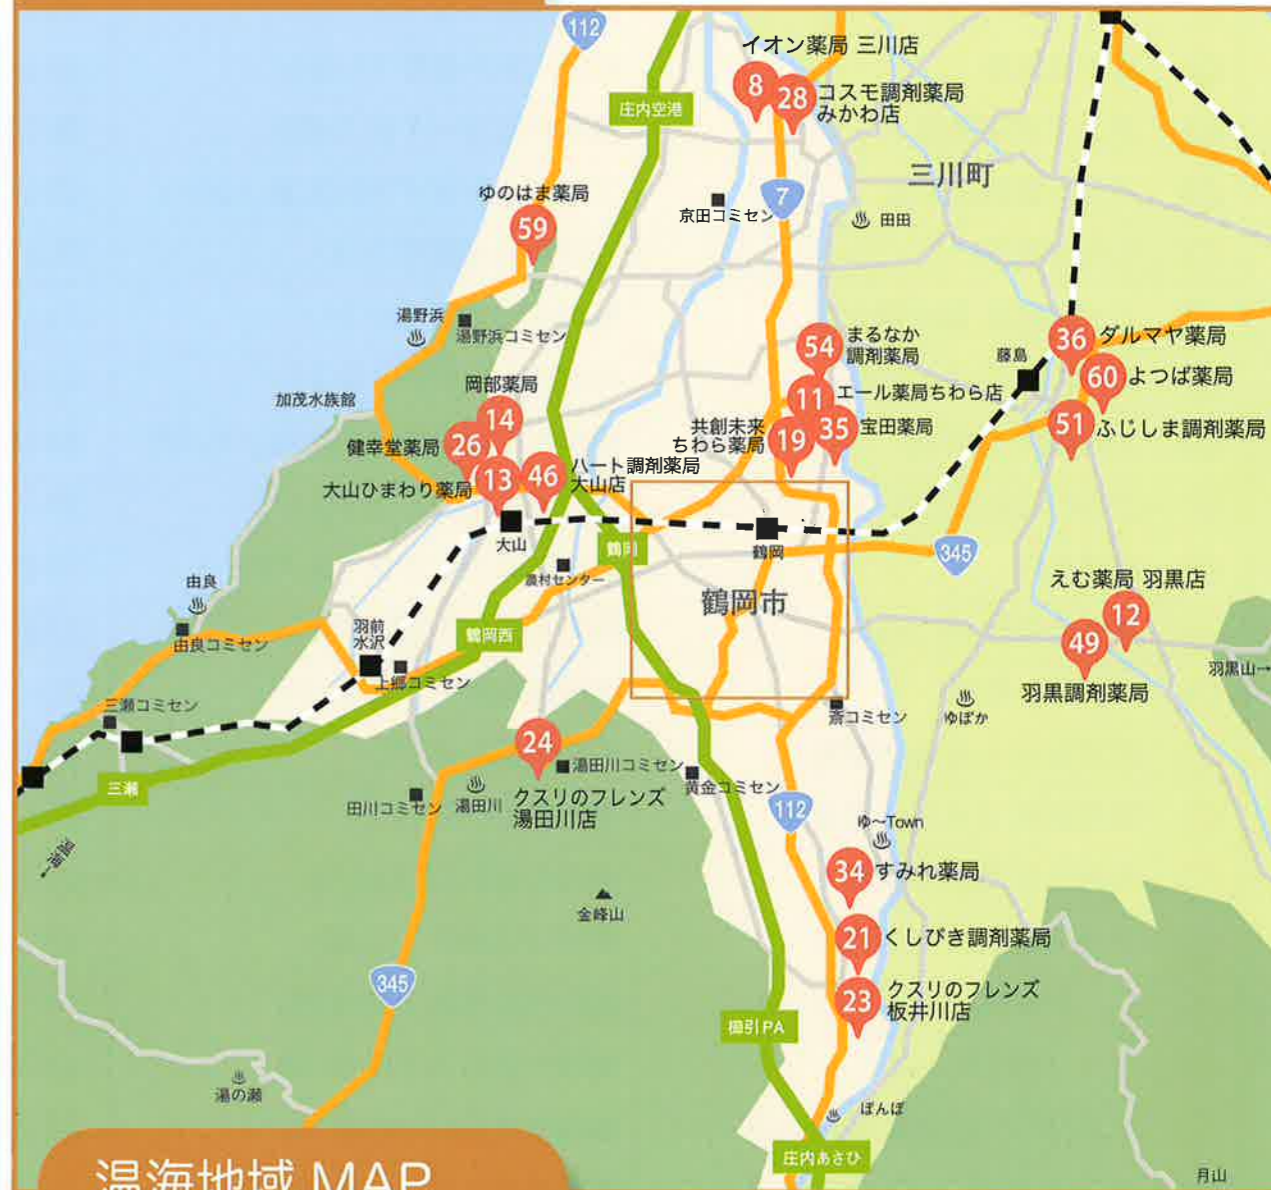 112
イオン薬局 三川店
8
28
コスモ調剤薬局
みかわ店
庄内空港
三川町
ゆのはま薬局
59
7
京田コミセン
田田
湯野浜
湯野浜コミセン
54
まるなか
調剤薬局
藤島
36
ダルマヤ薬局
60
よつば薬局
岡部薬局
14
加茂水族館
11
エール薬局ちわら店
共創未来
ちわら薬局
19
35
宝田薬局
51
ふじしま調剤薬局
健幸堂薬局
26
大山ひまわり薬局
13
46
ハート調剤薬局
大山店
大山
鶴岡
鶴岡
345
農村センター
えむ薬局 羽黒店
12
由良
鶴岡市
由良コミセン
羽前
水沢
鶴岡西
49
羽黒山→
上郷コミセン
羽黒調剤薬局
三瀬コミセン
斎コミセン
ゆぽか
24
湯田川コミセン
黄金コミセン
三瀬
田川コミセン
湯田川
クスリのフレンズ
湯田川店
112
ゆ～Town
湯海→
34
すみれ薬局
金峰山
21
くしびき調剤薬局
345
23
クスリのフレンズ
板井川店
櫛引PA
湯の瀬
ぽんぽ
庄内あさひ
温海地域 MAP
月山